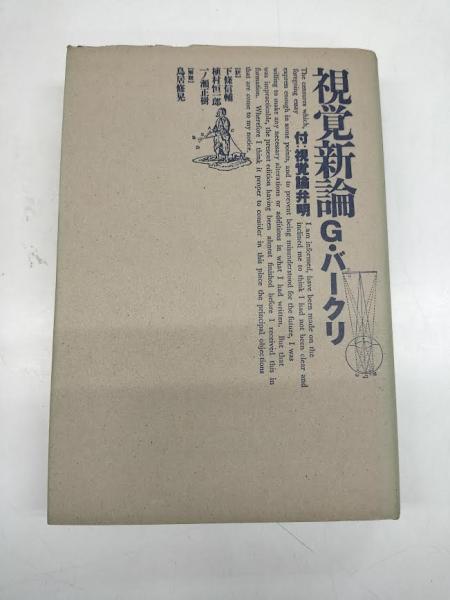 視覚新論
付・視覚論弁明
G・バークリ
The censures which, I am informed, have been made on the
foregoing essay inclined me to think I had not been clear and
express enough in some points, and to prevent being misunderstood for the future, I was
willing to make any necessary alterations or additions in what I had written. But that
was impracticable, the present edition having been almost finished before I received this in
formation. Wherefore I think it proper to consider in this place the principal objections
that are come to my notice.
[訳]
下條信輔
植村恒一郎
一ノ瀬正樹
[解説]
鳥居修晃